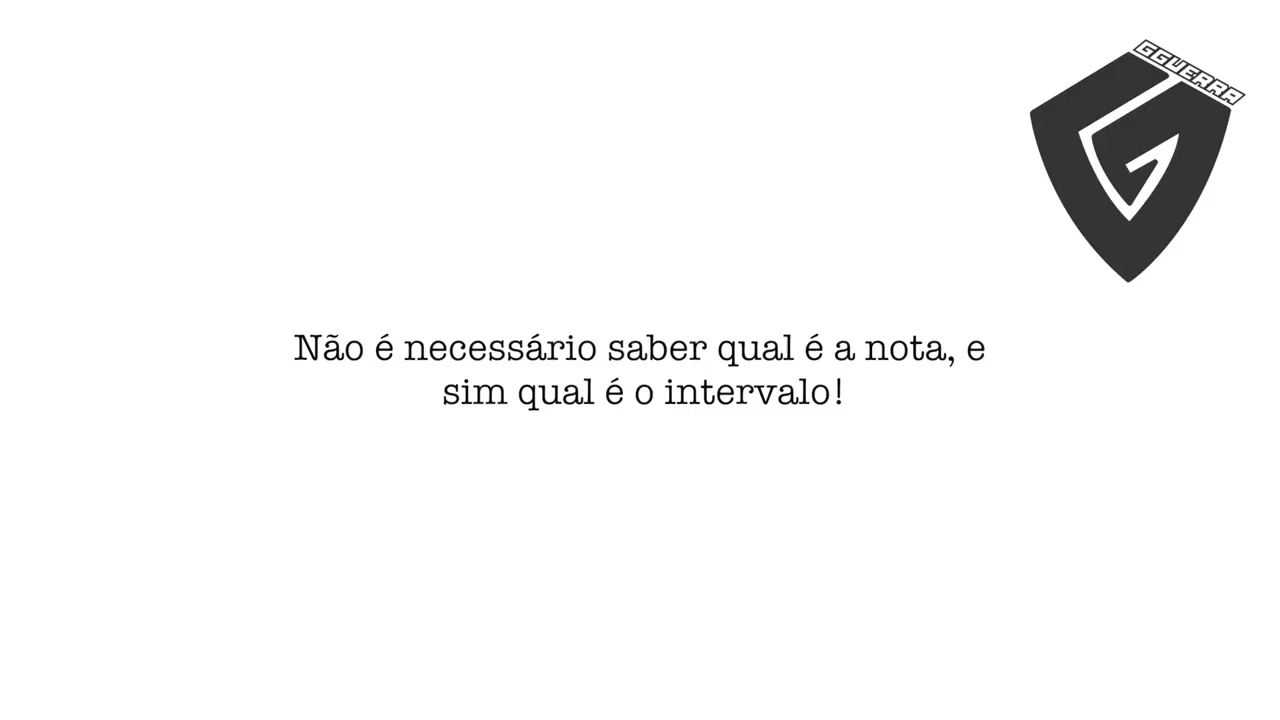 GGUERRA
Não é necessário saber qual é a nota, e
sim qual é o intervalo!